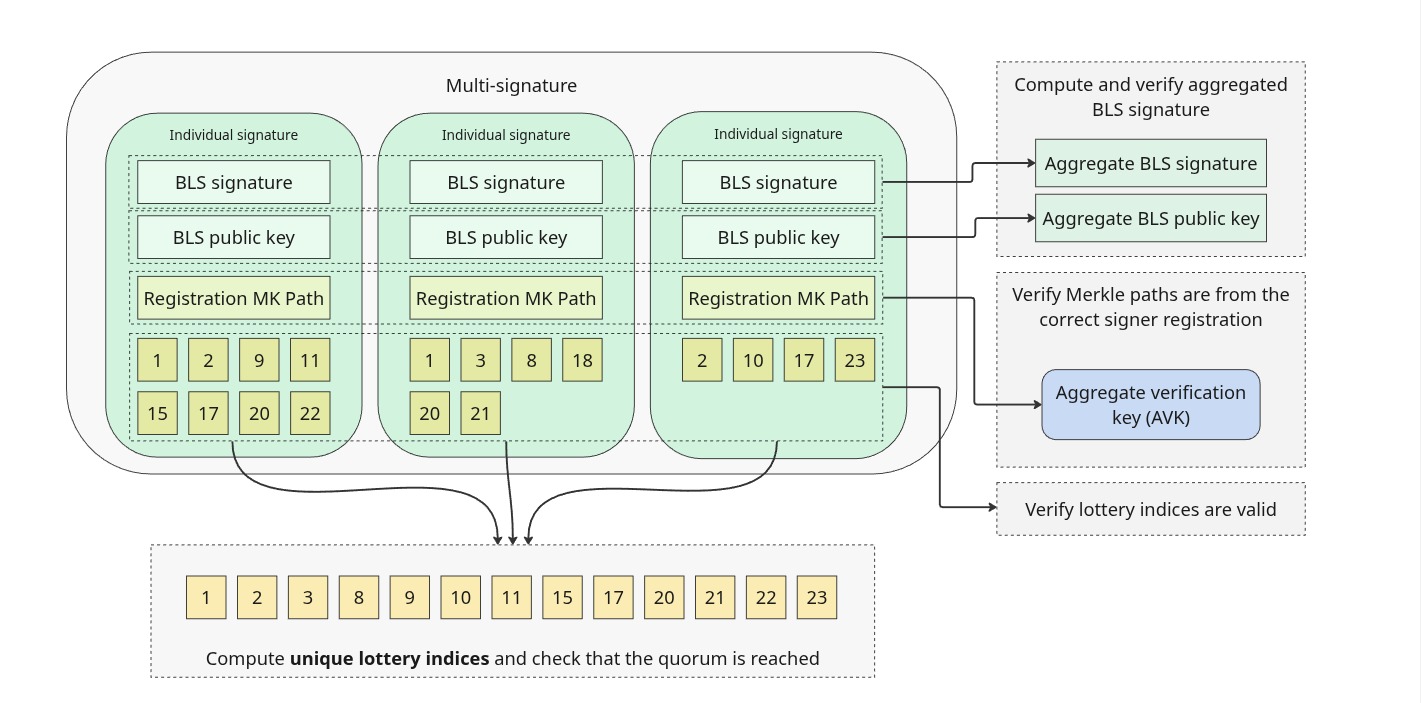 Multi-signature
Individual signature
BLS signature
BLS public key
Registration MK Path
1 2 9 11
15 17 20 22
Individual signature
BLS signature
BLS public key
Registration MK Path
1 3 8 18
20 21
Individual signature
BLS signature
BLS public key
Registration MK Path
2 10 17 23
Compute and verify aggregated
BLS signature
Aggregate BLS signature
Aggregate BLS public key
Verify Merkle paths are from the
correct signer registration
Aggregate verification
key (AVK)
Verify lottery indices are valid
1 2 3 8 9 10 11 15 17 20 21 22 23
Compute unique lottery indices and check that the quorum is reached